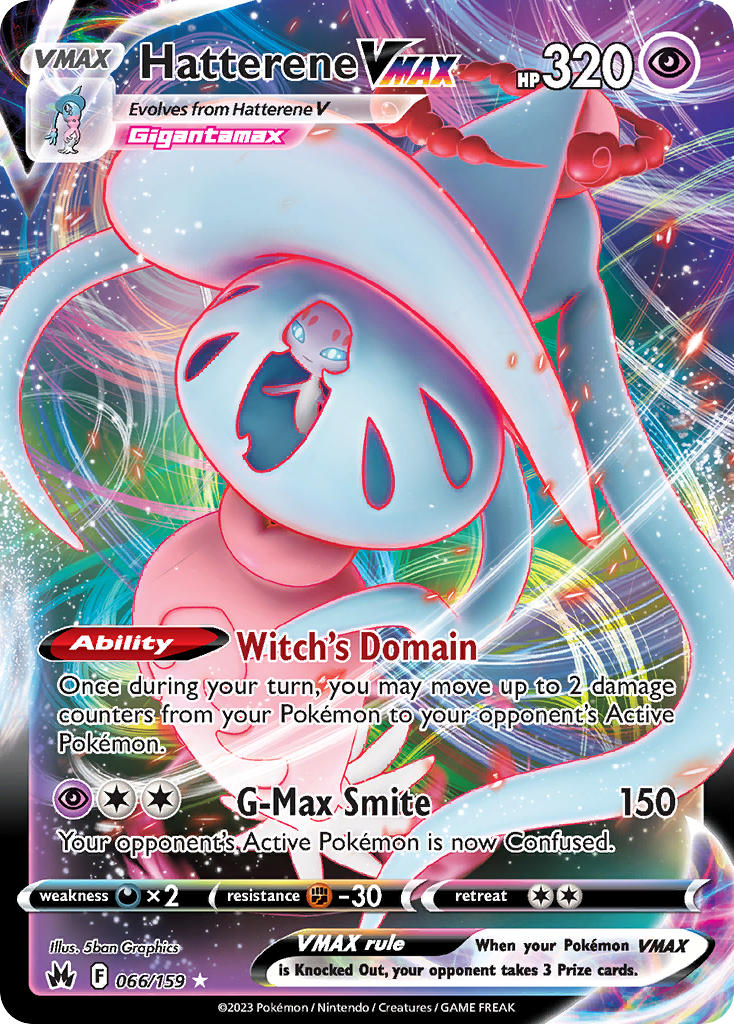 VMAX
Hatterene VMAX
HP 320
Evolves from Hatterene V
Gigantamax
Ability Witch's Domain
Once during your turn, you may move up to 2 damage
counters from your Pokémon to your opponent's Active
Pokémon.
G-Max Smite 150
Your opponent's Active Pokémon is now Confused.
weakness ×2 resistance -30 retreat
Illus. 5ban Graphics
VMAX rule When your Pokémon VMAX
is Knocked Out, your opponent takes 3 Prize cards.
F 066/159
©2023 Pokémon / Nintendo / Creatures / GAME FREAK